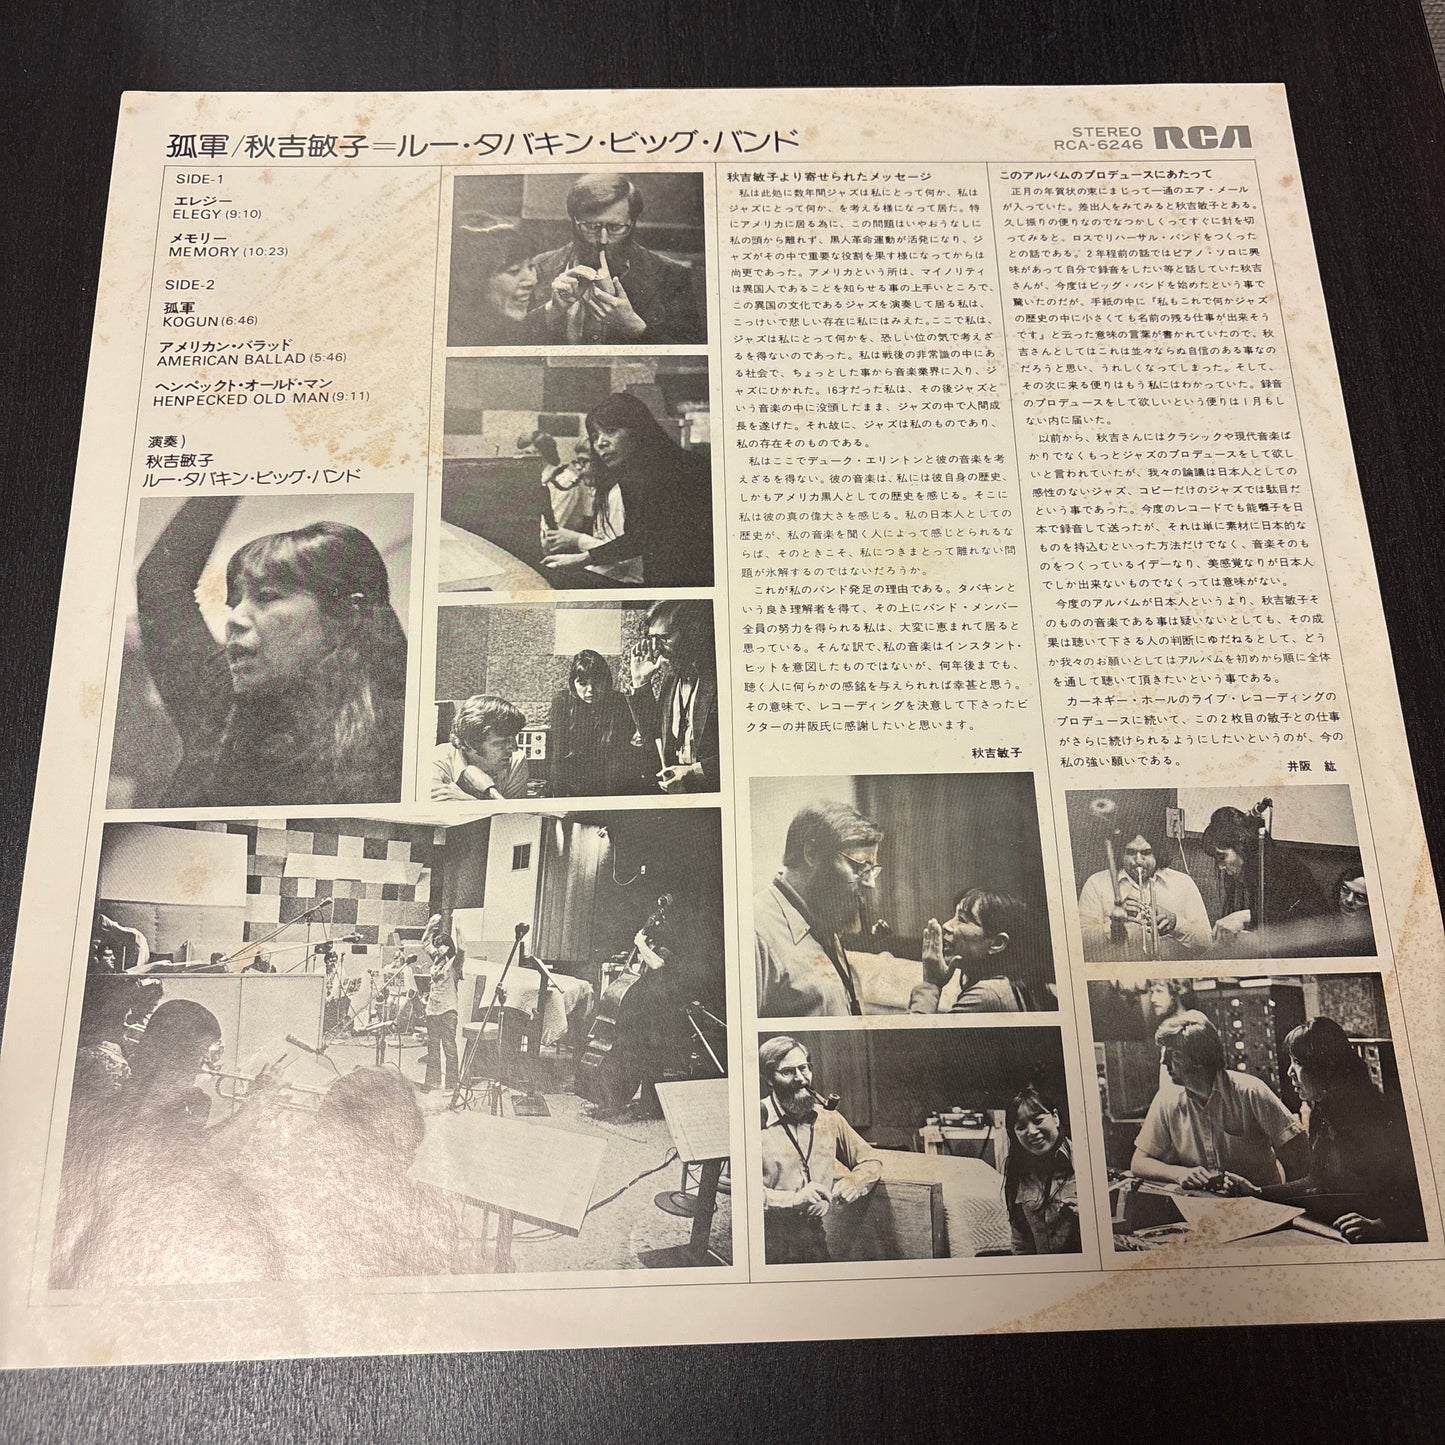 孤軍/秋吉敏子=ルー・タバキン・ビッグ・バンド
STEREO
RCA-6246
RCA
SIDE-1
エレジー
ELEGY (9:10)
メモリー
MEMORY (10:23)
SIDE-2
孤軍
KOGUN (6:46)
アメリカン・バラッド
AMERICAN BALLAD (5:46)
ヘンペックト・オールド・マン
HENPECKED OLD MAN (9:11)
演奏)
秋吉敏子
ルー・タバキン・ビッグ・バンド
秋吉敏子より寄せられたメッセージ
私は此処に数年間ジャズは私にとって何か、私は
ジャズにとって何か、を考える様になって居た。特
にアメリカに居る為に、この問題はいやおうなしに
私の頭から離れず、黒人革命運動が活発になり、ジ
ャズがその中で重要な役割を果す様になってからは
尚更であった。アメリカという所は、マイノリティ
は異国人であることを知らせる事の上手いところで、
この異国の文化であるジャズを演奏して居る私は、
こっけいで悲しい存在に私にはみえた。ここで私は、
ジャズは私にとって何かを、恐しい位の気で考えざ
るを得ないのであった。私は戦後の非常識の中にあ
る社会で、ちょっとした事から音楽業界に入り、ジ
ャズにひかれた。16才だった私は、その後ジャズと
いう音楽の中に没頭したまま、ジャズの中で人間成
長を遂げた。それ故に、ジャズは私のものであり、
私の存在そのものである。
私はここでデューク・エリントンと彼の音楽を考
えざるを得ない。彼の音楽は、私には彼自身の歴史、
しかもアメリカ黒人としての歴史を感じる。そこに
私は彼の真の偉大さを感じる。私の日本人としての
歴史が、私の音楽を聞く人によって感じとられるな
らば、そのときこそ、私につきまとって離れない問
題が氷解するのではないだろうか。
これが私のバンド発足の理由である。タバキンと
いう良き理解者を得て、その上にバンド・メンバー
全員の努力を得られる私は、大変に恵まれて居ると
思っている。そんな訳で、私の音楽はインスタント・
ヒットを意図したものではないが、何年後までも、
聴く人に何らかの感銘を与えられれば幸甚と思う。
その意味で、レコーディングを決意して下さったビ
クターの井阪氏に感謝したいと思います。
秋吉敏子
このアルバムのプロデュースにあたって
正月の年賀状の束にまじって一通のエア・メール
が入っていた。差出人をみてみると秋吉敏子とある。
久し振りの便りなのでなつかしくってすぐに封を切
ってみると、ロスでリハーサル・バンドをつくった
との話である。2年程前の話ではピアノ・ソロに興
味があって自分で録音をしたい等と話していた秋吉
さんが、今度はビッグ・バンドを始めたという事で
驚いたのだが、手紙の中に『私もこれで何かジャズ
の歴史の中に小さくても名前の残る仕事が出来そう
です』と云った意味の言葉が書かれていたので、秋
吉さんとしてはこれは並々ならぬ自信のある事なの
だろうと思い、うれしくなってしまった。そして、
その次に来る便りはもう私にはわかっていた。録音
のプロデュースをして欲しいという便りは1月もし
ない内に届いた。
以前から、秋吉さんにはクラシックや現代音楽ば
かりでなくもっとジャズのプロデュースをして欲し
いと言われていたが、我々の論議は日本人としての
感性のないジャズ、コピーだけのジャズでは駄目だ
という事であった。今度のレコードでも能囃子を日
本で録音して送ったが、それは単に素材に日本的な
ものを持込むといった方法だけでなく、音楽そのも
のをつくっているイデーなり、美感覚なりが日本人
でしか出来ないものでなくっては意味がない。
今度のアルバムが日本人というより、秋吉敏子そ
のものの音楽である事は疑いないとしても、その成
果は聴いて下さる人の判断にゆだねるとして、どう
か我々のお願いとしてはアルバムを初めから順に全体
を通して聴いて頂きたいという事である。
カーネギー・ホールのライブ・レコーディングの
プロデュースに続いて、この2枚目の敏子との仕事
がさらに続けられるようにしたいというのが、今の
私の強い願いである。
井阪 紘